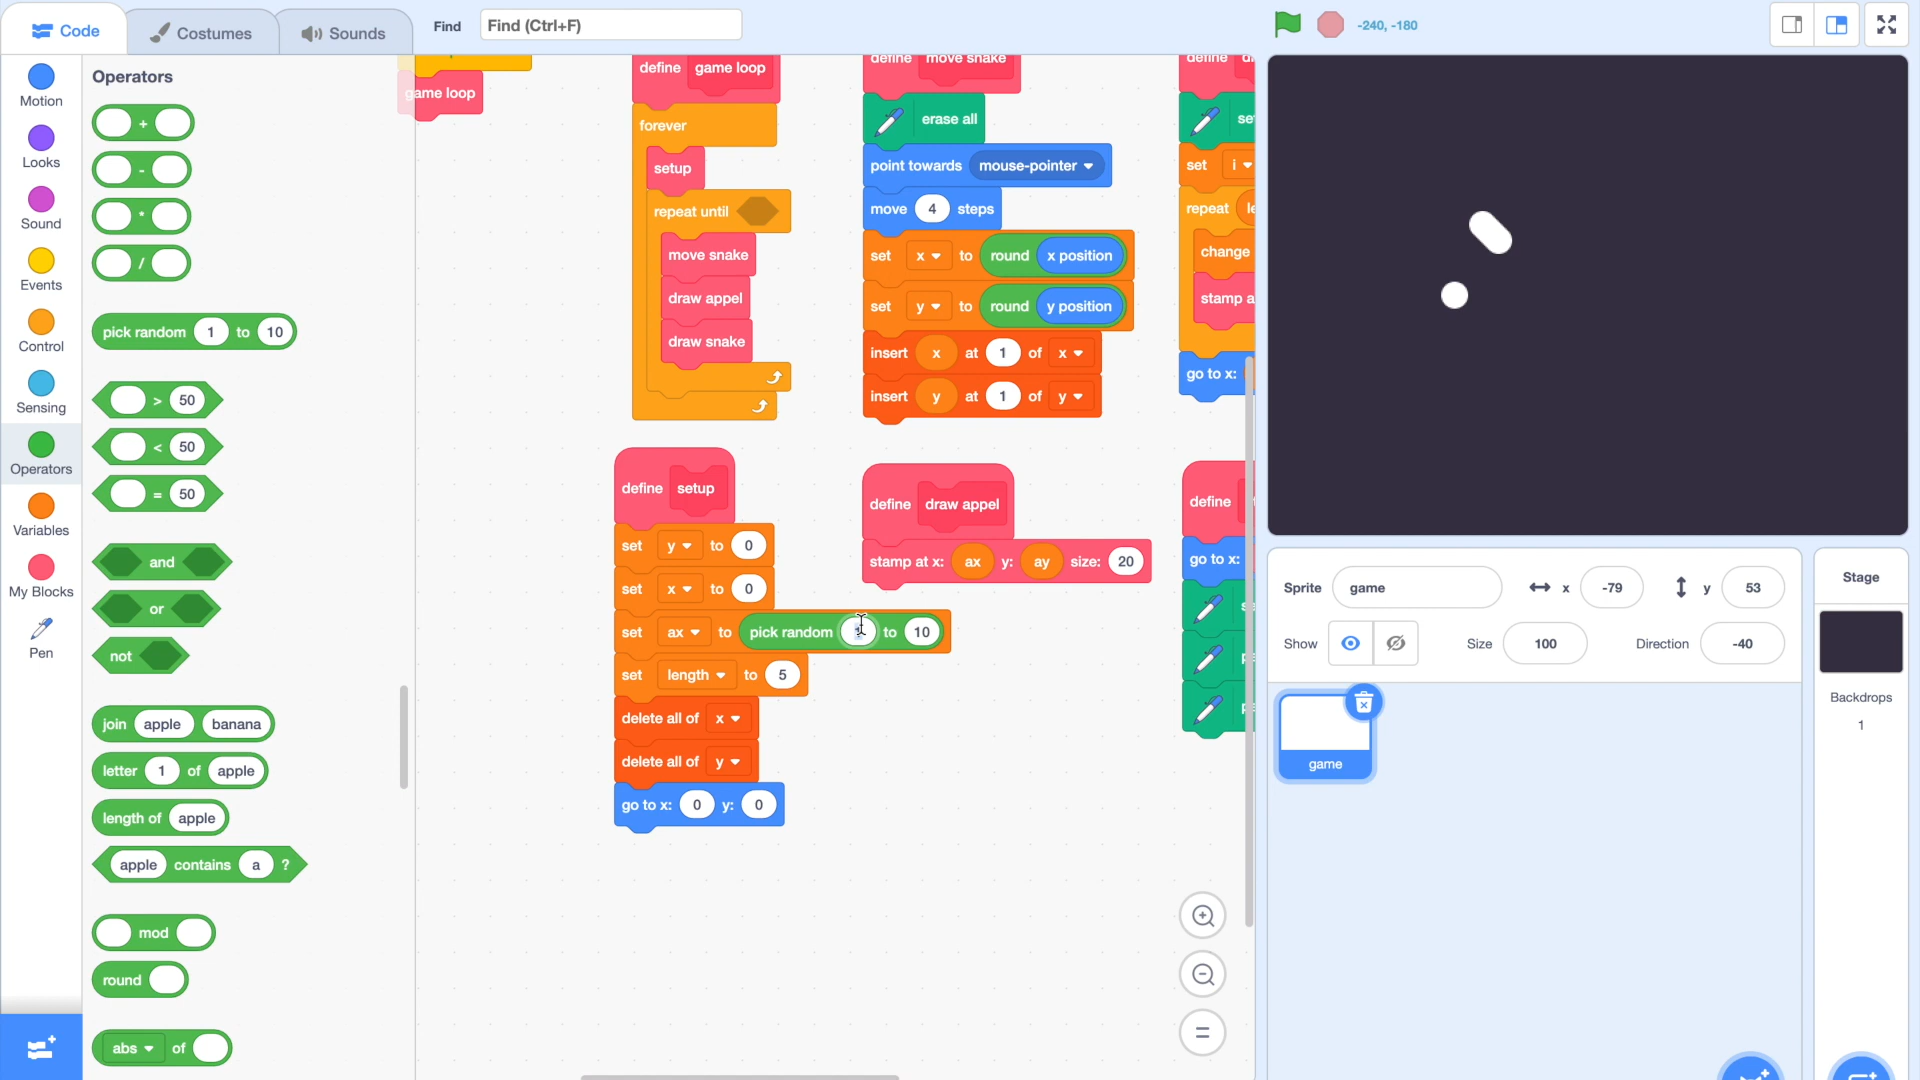 Code
Costumes
Sounds
Find
Find (Ctrl+F)
-240, -180
Motion
Looks
Sound
Events
Control
Sensing
Operators
Variables
My Blocks
Pen
Operators
+
-
*
/
pick random 1 to 10
> 50
< 50
= 50
and
or
not
join apple banana
letter 1 of apple
length of apple
apple contains a ?
mod
round
abs of
game loop
define game loop
forever
setup
repeat until
move snake
draw appel
draw snake
define setup
set y to 0
set x to 0
set ax to pick random 1 to 10
set length to 5
delete all of x
delete all of y
go to x: 0 y: 0
define move snake
erase all
point towards mouse-pointer
move 4 steps
set x to round x position
set y to round y position
insert x at 1 of x
insert y at 1 of y
define draw appel
stamp at x: ax y: ay size: 20
define
set i
repeat
change
stamp
go to x:
define
go to x:
Sprite game x -79 y 53
Show Size 100 Direction -40
game
Stage
Backdrops
1